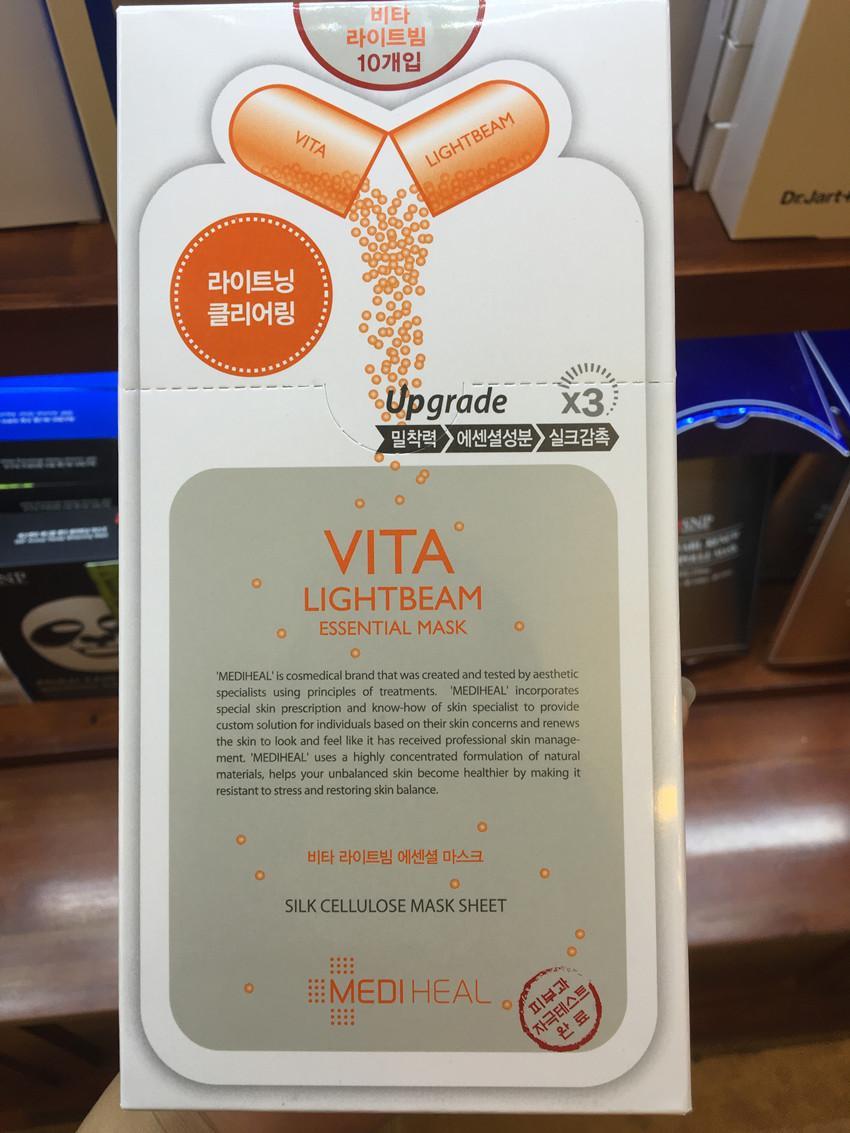 비타
라이트빔
10개입
VITA
LIGHTBEAM
Dr.Jart+
라이트닝
클리어링
Upgrade
x3
밀착력 에센셜성분 실크감촉
VITA
LIGHTBEAM
ESSENTIAL MASK
'MEDIHEAL' is cosmedical brand that was created and tested by aesthetic
specialists using principles of treatments. 'MEDIHEAL' incorporates
special skin prescription and know-how of skin specialist to provide
custom solution for individuals based on their skin concerns and renews
the skin to look and feel like it has received professional skin manage-
ment. 'MEDIHEAL' uses a highly concentrated formulation of natural
materials, helps your unbalanced skin become healthier by making it
resistant to stress and restoring skin balance.
비타 라이트빔 에센셜 마스크
SILK CELLULOSE MASK SHEET
MEDIHEAL
피부과
자극테스트
완료
SNP
SNP